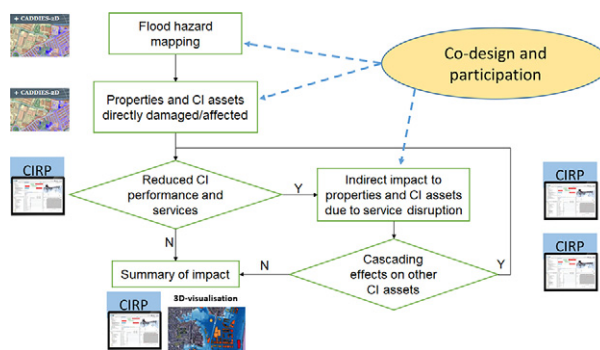 + CADDIES-2D
Flood hazard
mapping
Co-design and
participation
+ CADDIES-2D
Properties and CI assets
directly damaged/affected
CIRP
Reduced CI
performance and
services
Y
Indirect impact to
properties and CI assets
due to service disruption
CIRP
N
Summary of impact
N
Cascading
effects on other
CI assets
Y
CIRP
CIRP
3D-visualisation